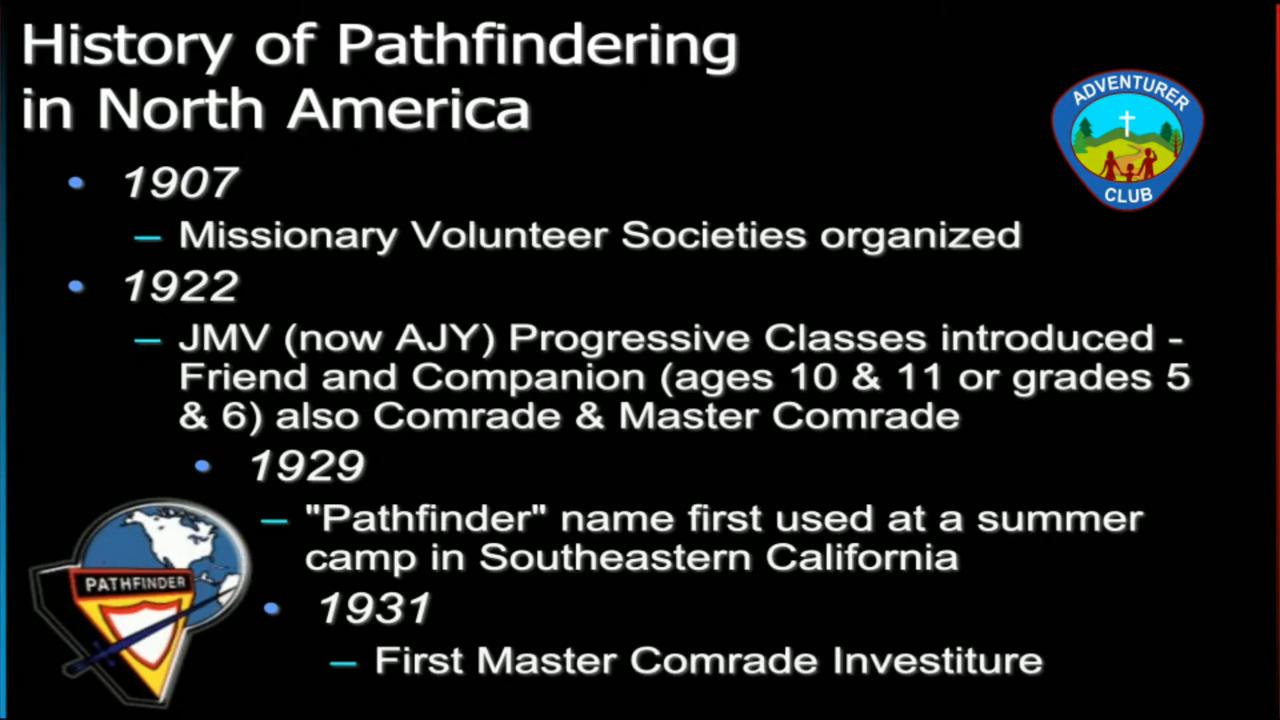 History of Pathfindering
in North America
ADVENTURER
CLUB
• 1907
– Missionary Volunteer Societies organized
• 1922
– JMV (now AJY) Progressive Classes introduced -
Friend and Companion (ages 10 & 11 or grades 5
& 6) also Comrade & Master Comrade
• 1929
– "Pathfinder" name first used at a summer
camp in Southeastern California
PATHFINDER
• 1931
– First Master Comrade Investiture